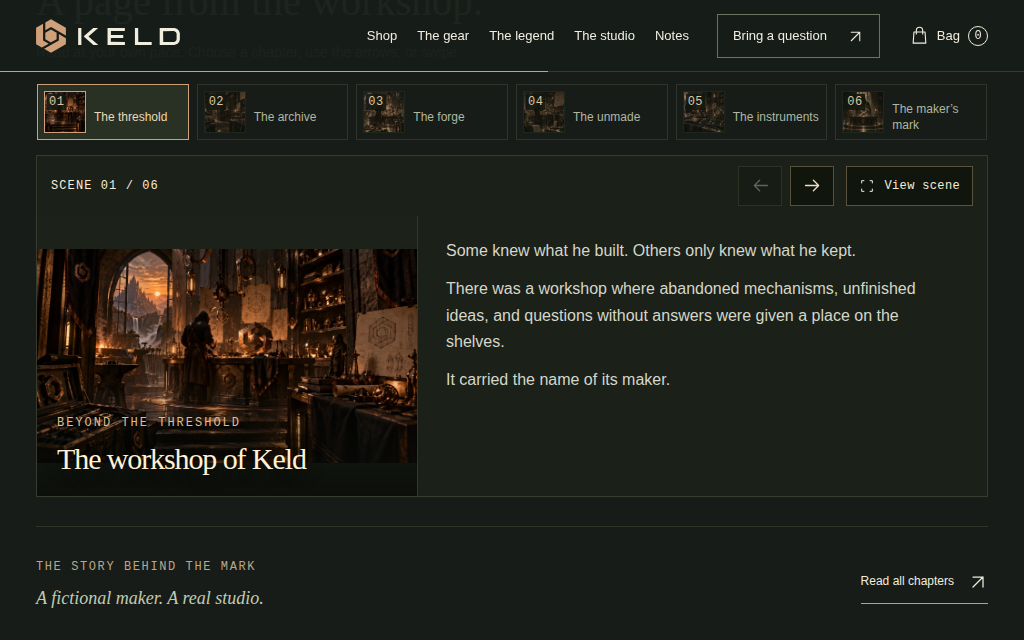 A page from the workshop.
KELD
Shop
The gear
The legend
The studio
Notes
Bring a question
Bag
0
01
The threshold
02
The archive
03
The forge
04
The unmade
05
The instruments
06
The maker's
mark
SCENE 01 / 06
View scene
BEYOND THE THRESHOLD
The workshop of Keld
Some knew what he built. Others only knew what he kept.
There was a workshop where abandoned mechanisms, unfinished
ideas, and questions without answers were given a place on the
shelves.
It carried the name of its maker.
THE STORY BEHIND THE MARK
A fictional maker. A real studio.
Read all chapters